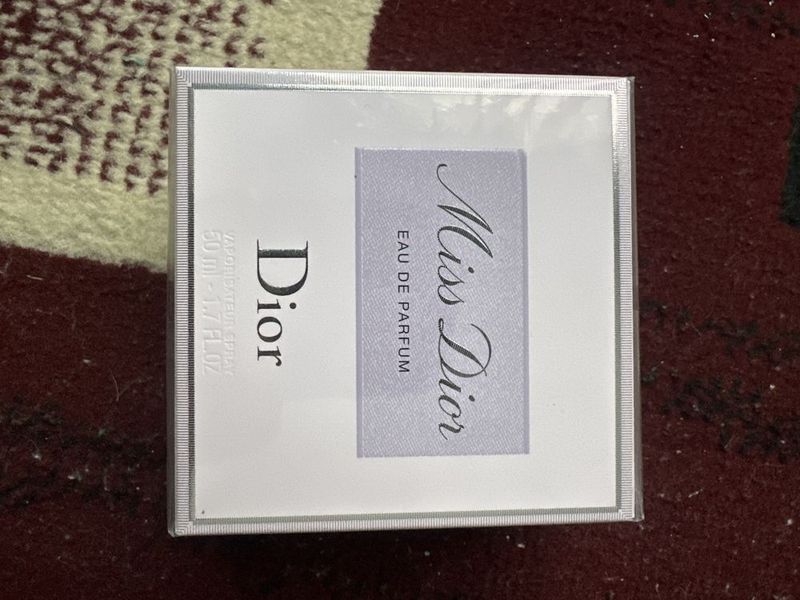 Miss Dior
EAU DE PARFUM
Dior
VAPORISATEUR SPRAY
50 ml - 1.7 FL.OZ